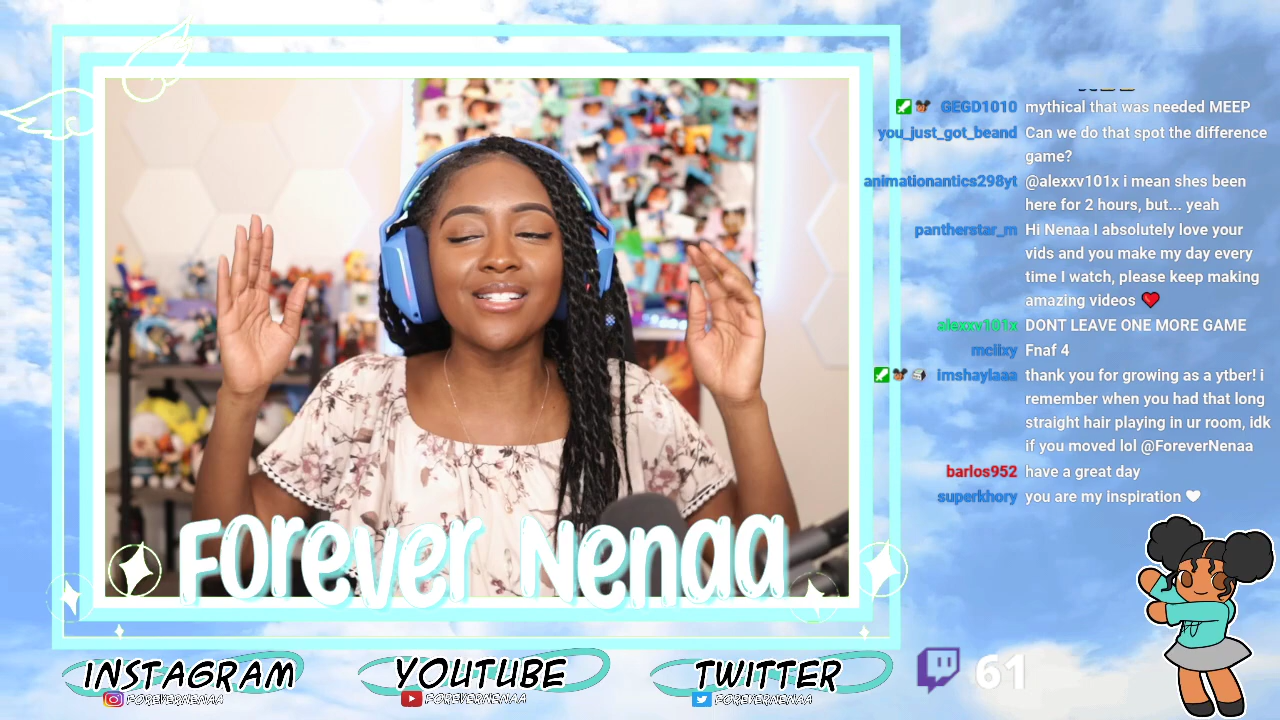 GEGD1010 mythical that was needed MEEP
you_just_got_beand Can we do that spot the difference
game?
animationantics298yt @alexxv101x i mean shes been
here for 2 hours, but... yeah
pantherstar_m Hi Nenaa I absolutely love your
vids and you make my day every
time I watch, please keep making
amazing videos
alexxv101x DONT LEAVE ONE MORE GAME
mciixy Fnaf 4
imshaylaaa thank you for growing as a ytber! i
remember when you had that long
straight hair playing in ur room, idk
if you moved lol @ForeverNenaa
barlos952 have a great day
superkhory you are my inspiration
Forever Nenaa
INSTAGRAM YOUTUBE TWITTER 61
FOREVERNENAA FOREVERNENAA FOREVERNENAA